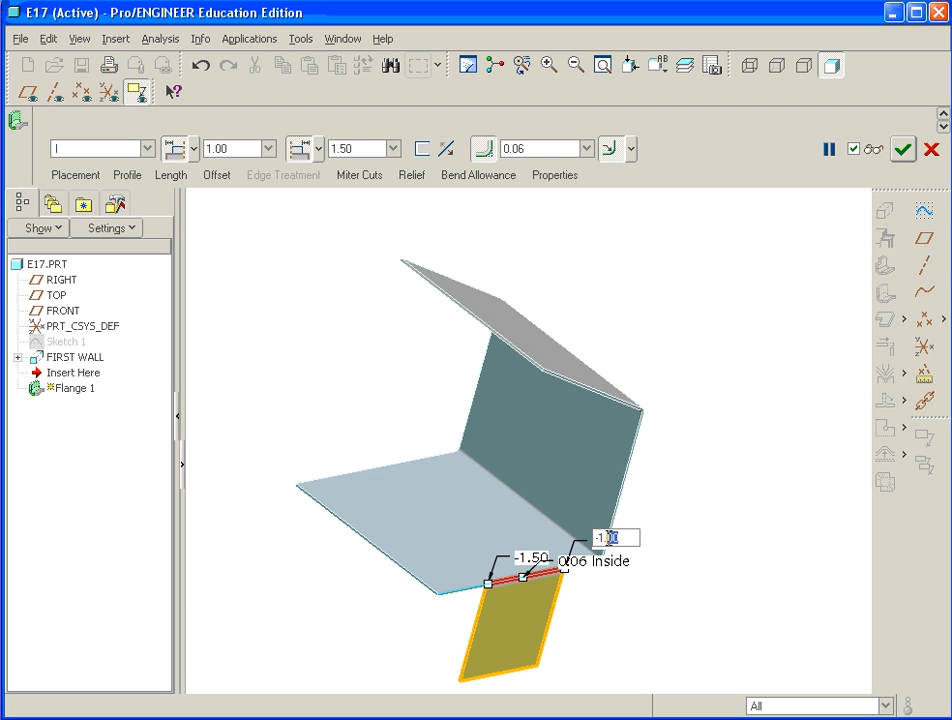 E17 (Active) - Pro/ENGINEER Education Edition
File Edit View Insert Analysis Info Applications Tools Window Help
I 1.00 1.50 0.06
Placement Profile Length Offset Edge Treatment Miter Cuts Relief Bend Allowance Properties
Show Settings
E17.PRT
RIGHT
TOP
FRONT
PRT_CSYS_DEF
Sketch 1
FIRST WALL
Insert Here
Flange 1
-1.50
0.06 Inside
All